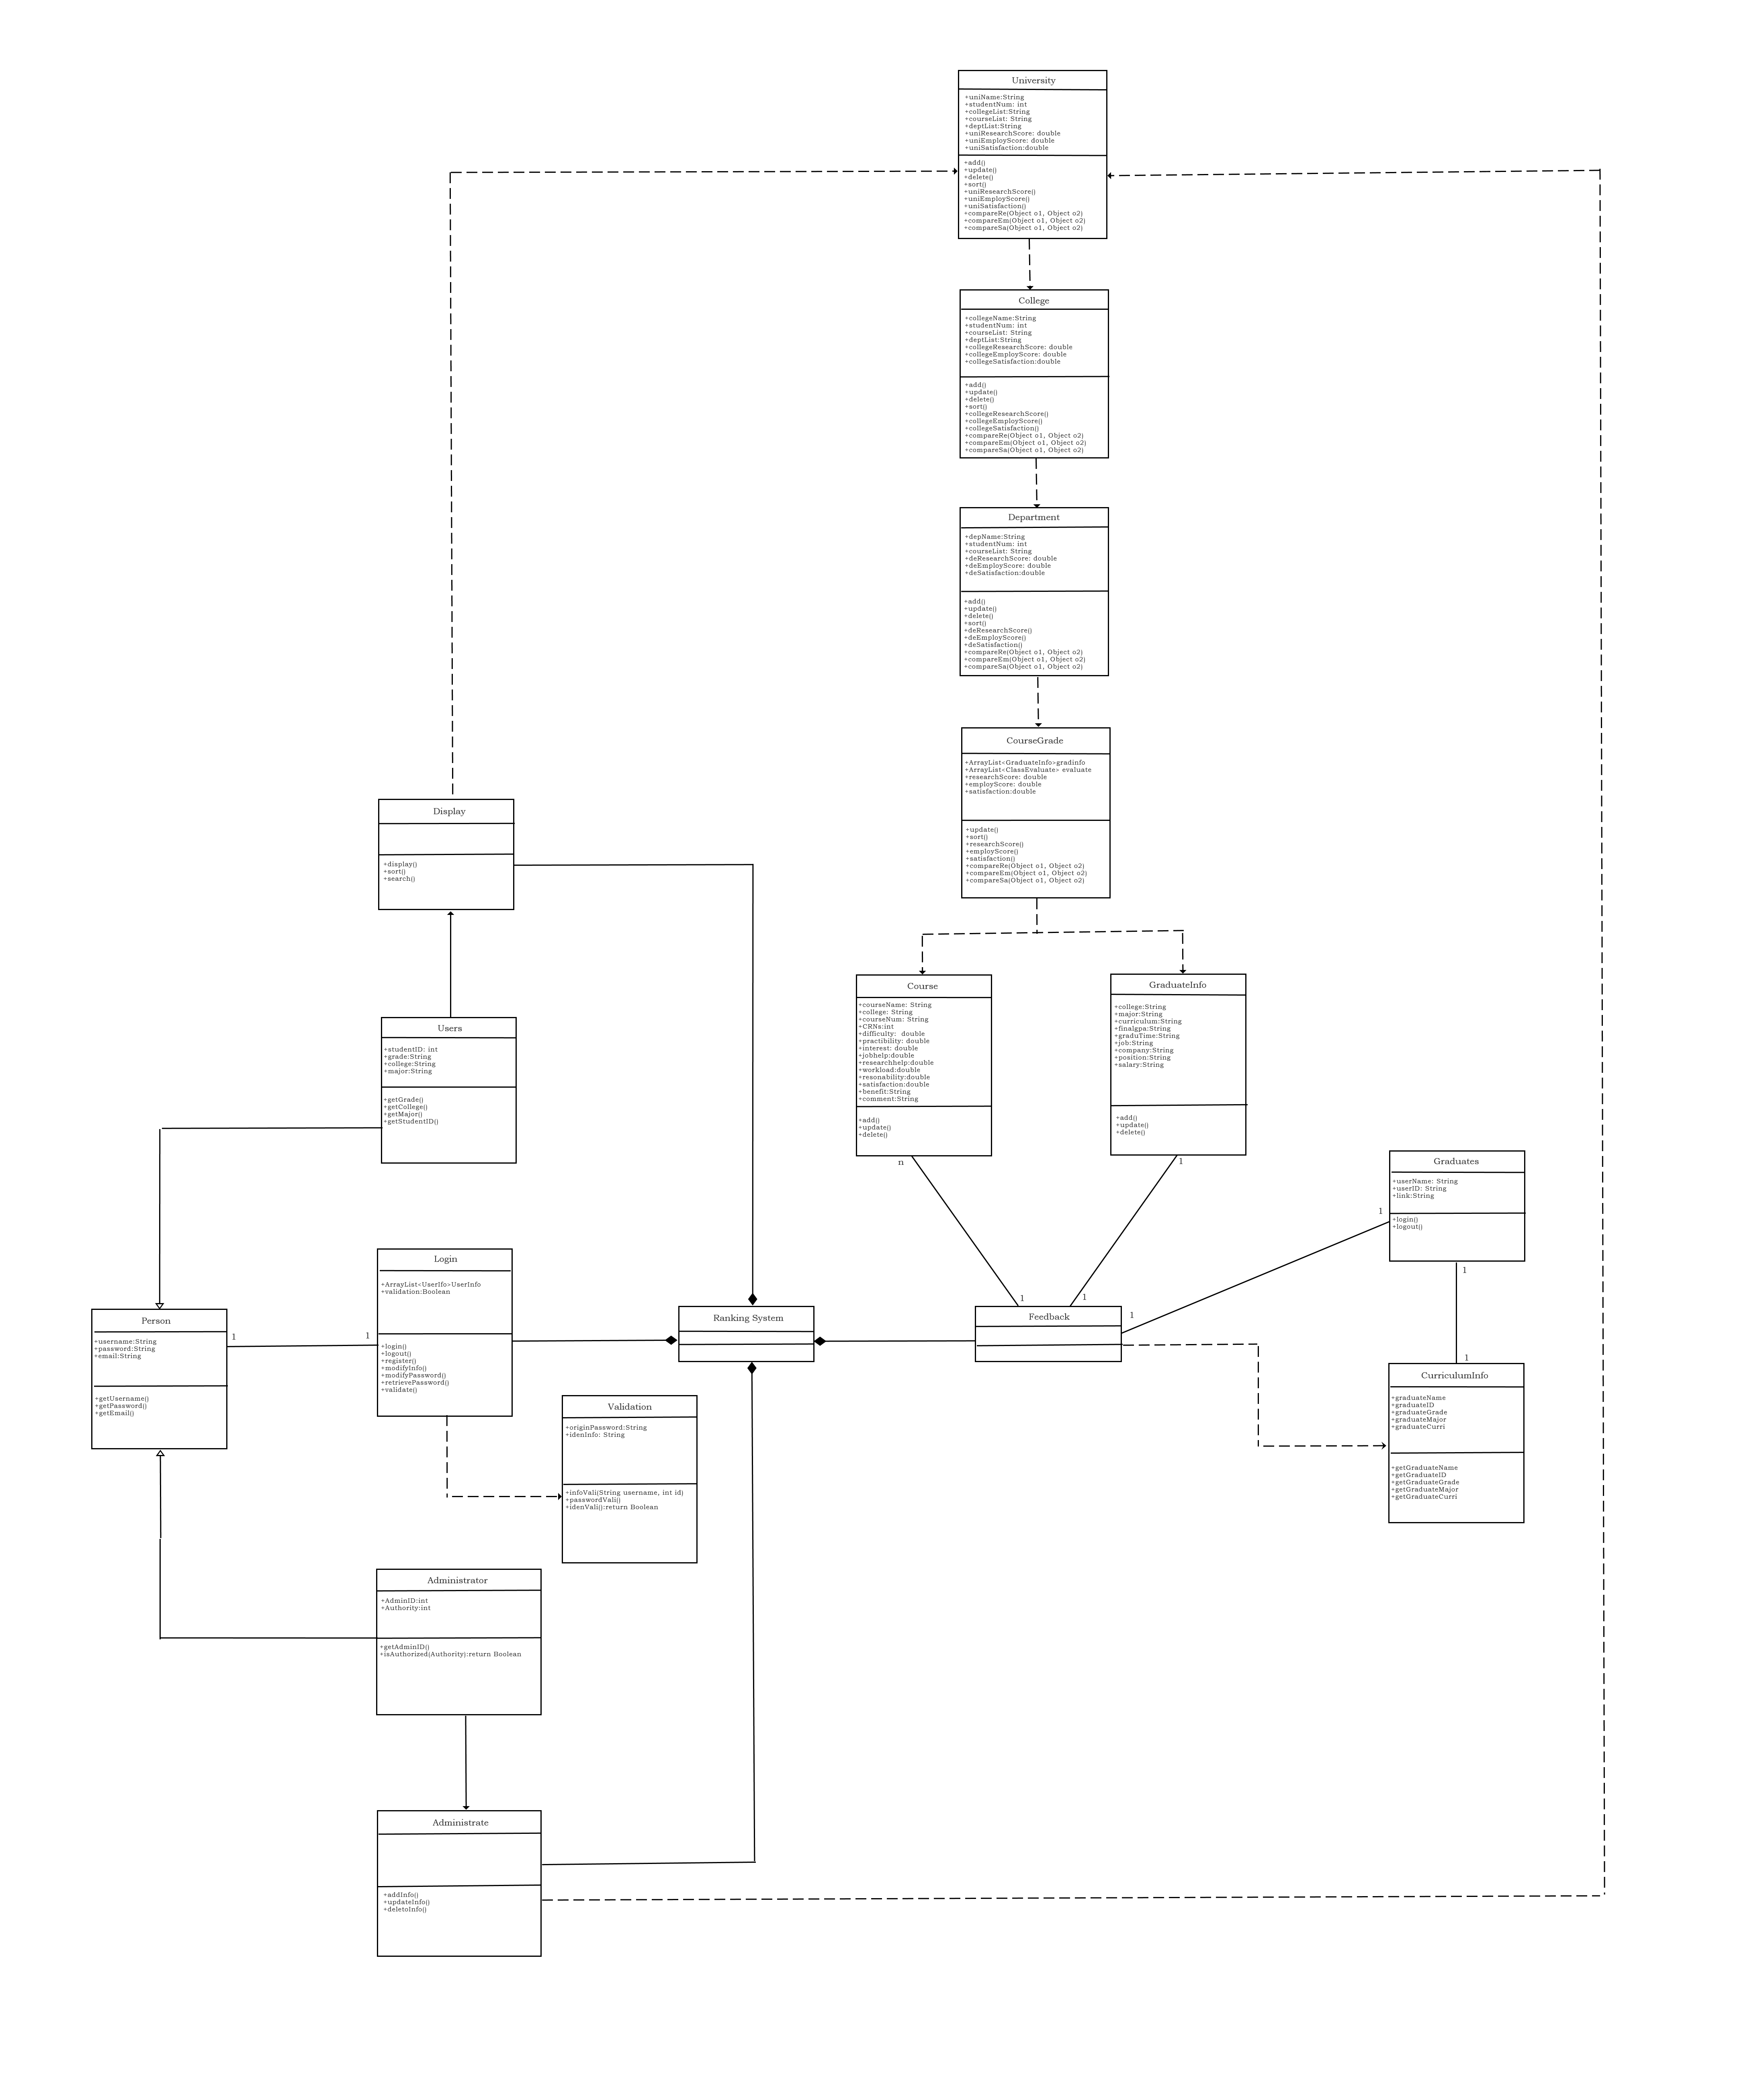 University
+uniName:String
+studentNum: int
+collegeList:String
+courseList: String
+deptList:String
+uniResearchScore: double
+uniEmployScore: double
+uniSatisfaction:double
+add()
+update()
+delete()
+sort()
+uniResearchScore()
+uniEmployScore()
+uniSatisfaction()
+compareRe(Object o1, Object o2)
+compareEm(Object o1, Object o2)
+compareSa(Object o1, Object o2)
College
+collegeName:String
+studentNum: int
+courseList: String
+deptList:String
+collegeResearchScore: double
+collegeEmployScore: double
+collegeSatisfaction:double
+add()
+update()
+delete()
+sort()
+collegeResearchScore()
+collegeEmployScore()
+collegeSatisfaction()
+compareRe(Object o1, Object o2)
+compareEm(Object o1, Object o2)
+compareSa(Object o1, Object o2)
Department
+depName:String
+studentNum: int
+courseList: String
+deResearchScore: double
+deEmployScore: double
+deSatisfaction:double
+add()
+update()
+delete()
+sort()
+deResearchScore()
+deEmployScore()
+deSatisfaction()
+compareRe(Object o1, Object o2)
+compareEm(Object o1, Object o2)
+compareSa(Object o1, Object o2)
CourseGrade
+ArrayList<GraduateInfo>gradinfo
+ArrayList<ClassEvaluate> evaluate
+researchScore: double
+employScore: double
+satisfaction:double
+update()
+sort()
+researchScore()
+employScore()
+satisfaction()
+compareRe(Object o1, Object o2)
+compareEm(Object o1, Object o2)
+compareSa(Object o1, Object o2)
Display
+display()
+sort()
+search()
Users
+studentID: int
+grade:String
+college:String
+major:String
+getGrade()
+getCollege()
+getMajor()
+getStudentID()
Course
+courseName: String
+college: String
+courseNum: String
+CRNs:int
+difficulty:  double
+practibility: double
+interest: double
+jobhelp:double
+researchhelp:double
+workload:double
+resonability:double
+satisfaction:double
+benefit:String
+comment:String
+add()
+update()
+delete()
n
GraduateInfo
+college:String
+major:String
+curriculum:String
+finalgpa:String
+graduTime:String
+job:String
+company:String
+position:String
+salary:String
+add()
+update()
+delete()
1
Graduates
+userName: String
+userID: String
+link:String
+login()
+logout()
1
1
Login
+ArrayList<UserIfo>UserInfo
+validation:Boolean
+login()
+logout()
+register()
+modifyInfo()
+modifyPassword()
+retrievePassword()
+validate()
Person
+username:String
+password:String
+email:String
+getUsername()
+getPassword()
+getEmail()
1
1
Ranking System
Feedback
1
1
1
CurriculumInfo
+graduateName
+graduateID
+graduateGrade
+graduateMajor
+graduateCurri
+getGraduateName
+getGraduateID
+getGraduateGrade
+getGraduateMajor
+getGraduateCurri
1
Validation
+originPassword:String
+idenInfo: String
+infoVali(String username, int id)
+passwordVali()
+idenVali():return Boolean
Administrator
+AdminID:int
+Authority:int
+getAdminID()
+isAuthorized(Authority):return Boolean
Administrate
+addInfo()
+updateInfo()
+deletoInfo()